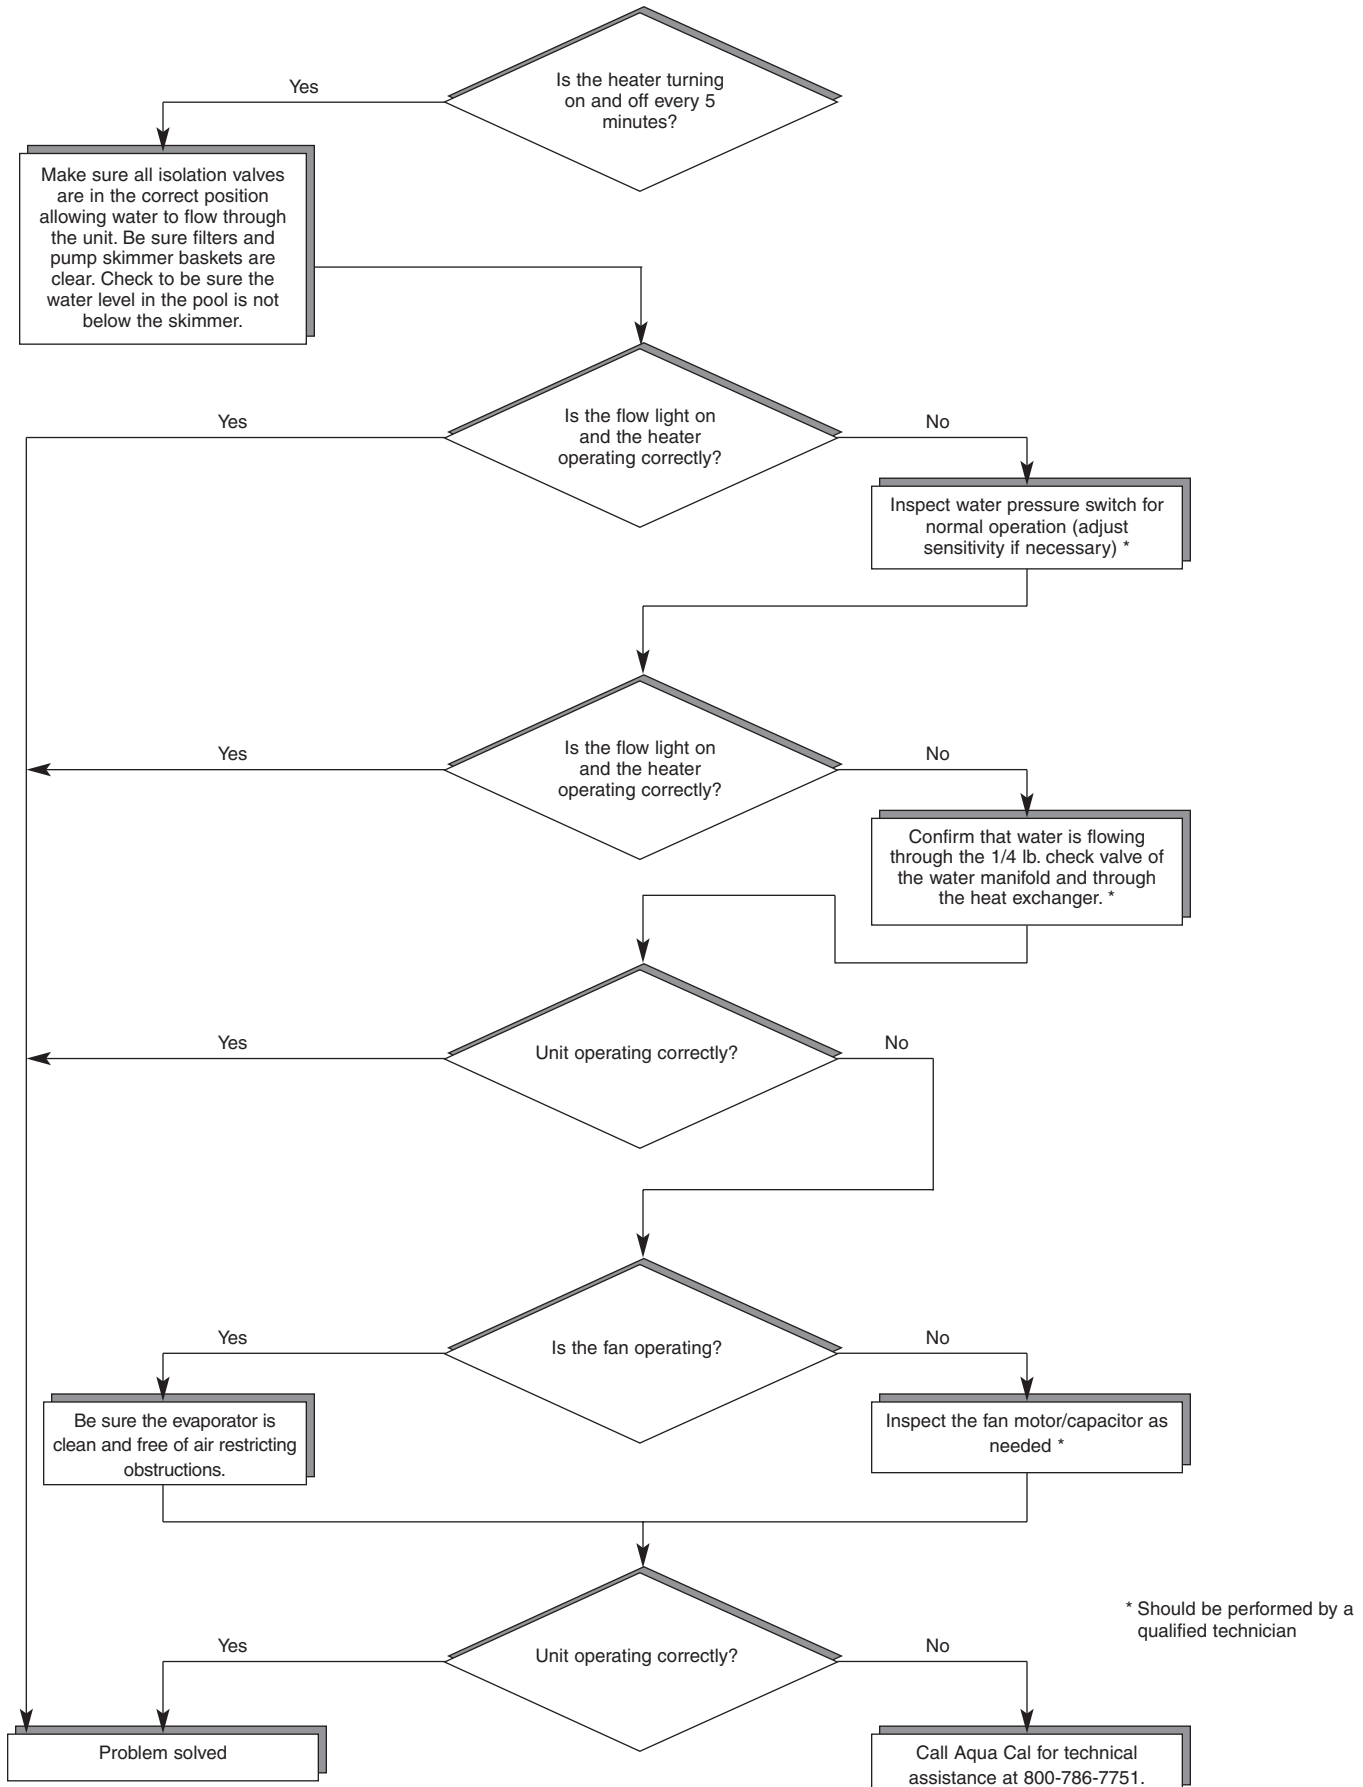 Is the heater turning
on and off every 5
minutes?
Yes
Make sure all isolation valves
are in the correct position
allowing water to flow through
the unit. Be sure filters and
pump skimmer baskets are
clear. Check to be sure the
water level in the pool is not
below the skimmer.
Is the flow light on
and the heater
operating correctly?
Yes
No
Inspect water pressure switch for
normal operation (adjust
sensitivity if necessary) *
Is the flow light on
and the heater
operating correctly?
Yes
No
Confirm that water is flowing
through the 1/4 lb. check valve of
the water manifold and through
the heat exchanger. *
Unit operating correctly?
Yes
No
Is the fan operating?
Yes
No
Be sure the evaporator is
clean and free of air restricting
obstructions.
Inspect the fan motor/capacitor as
needed *
Unit operating correctly?
Yes
No
* Should be performed by a
qualified technician
Problem solved
Call Aqua Cal for technical
assistance at 800-786-7751.